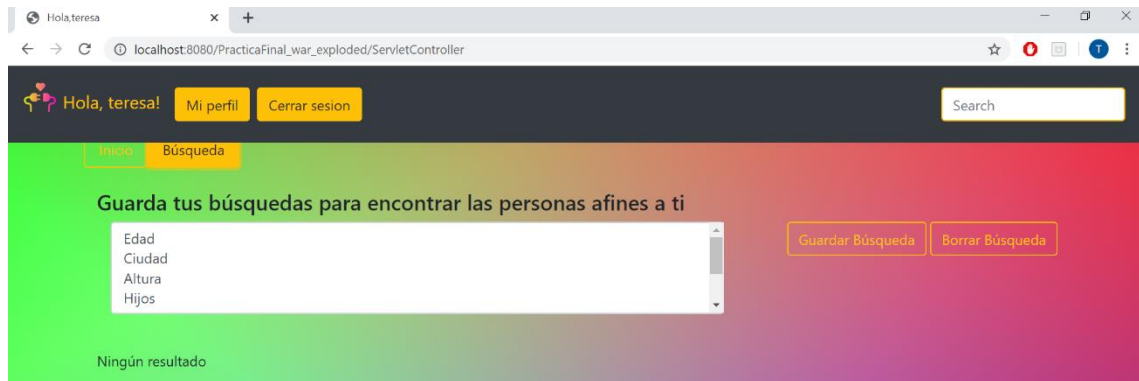 Hola,teresa
localhost:8080/PracticaFinal_war_exploded/ServletController
T
Hola, teresa! Mi perfil Cerrar sesion Search
Inicio Búsqueda
Guarda tus búsquedas para encontrar las personas afines a ti
Edad
Ciudad
Altura
Hijos
Guardar Búsqueda Borrar Búsqueda
Ningún resultado